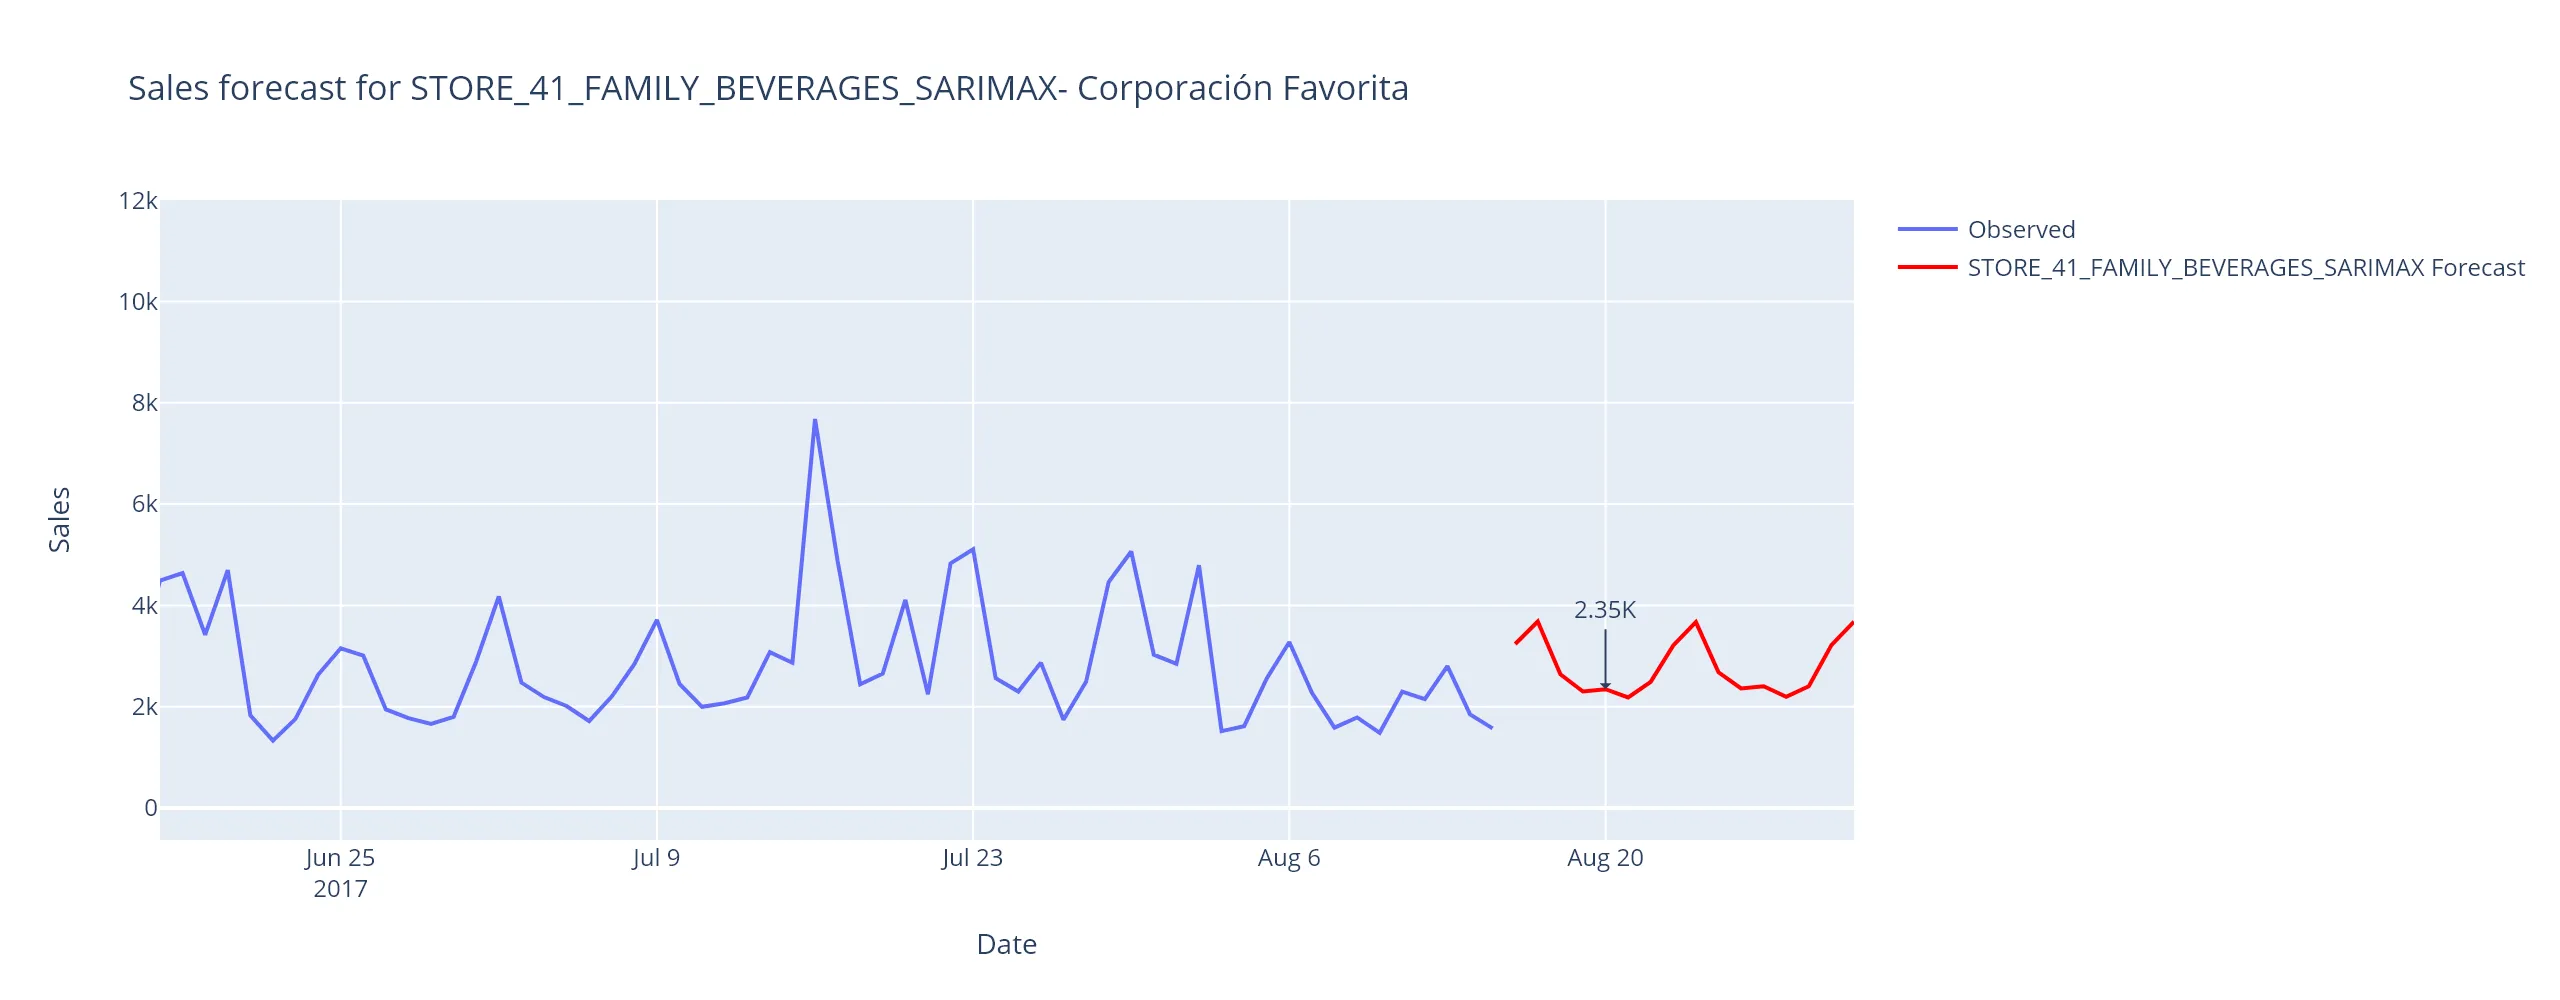 Sales forecast for STORE_41_FAMILY_BEVERAGES_SARIMAX- Corporación Favorita
Observed
STORE_41_FAMILY_BEVERAGES_SARIMAX Forecast
12k
10k
8k
6k
4k
2k
0
Sales
2.35K
Jun 25
2017
Jul 9
Jul 23
Aug 6
Aug 20
Date